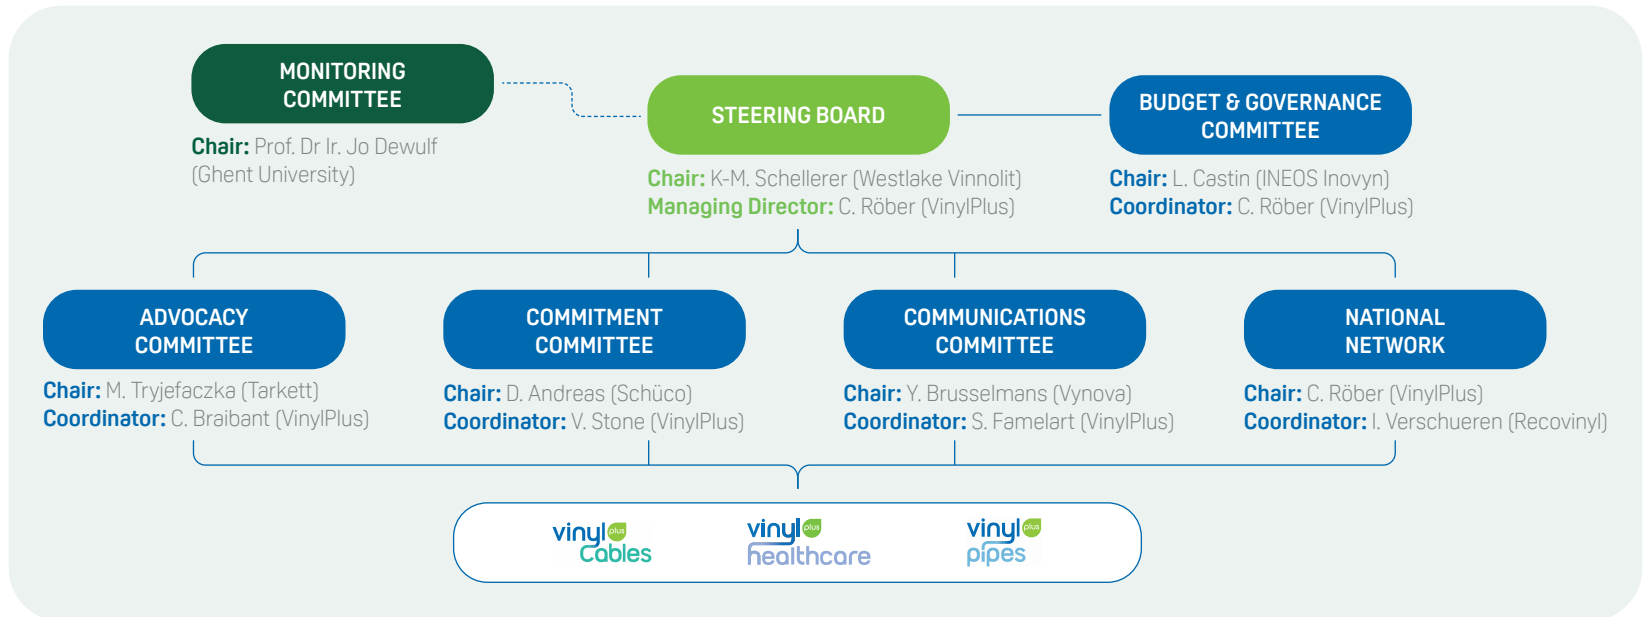 MONITORING
COMMITTEE
Chair: Prof. Dr Ir. Jo Dewulf
(Ghent University)
STEERING BOARD
Chair: K-M. Schellerer (Westlake Vinnolit)
Managing Director: C. Röber (VinylPlus)
BUDGET & GOVERNANCE
COMMITTEE
Chair: L. Castin (INEOS Inovyn)
Coordinator: C. Röber (VinylPlus)
ADVOCACY
COMMITTEE
Chair: M. Tryjefaczka (Tarkett)
Coordinator: C. Braibant (VinylPlus)
COMMITMENT
COMMITTEE
Chair: D. Andreas (Schüco)
Coordinator: V. Stone (VinylPlus)
COMMUNICATIONS
COMMITTEE
Chair: Y. Brusselmans (Vynova)
Coordinator: S. Famelart (VinylPlus)
NATIONAL
NETWORK
Chair: C. Röber (VinylPlus)
Coordinator: I. Verschueren (Recovinyl)
vinyl plus
cables
vinyl plus
healthcare
vinyl plus
pipes